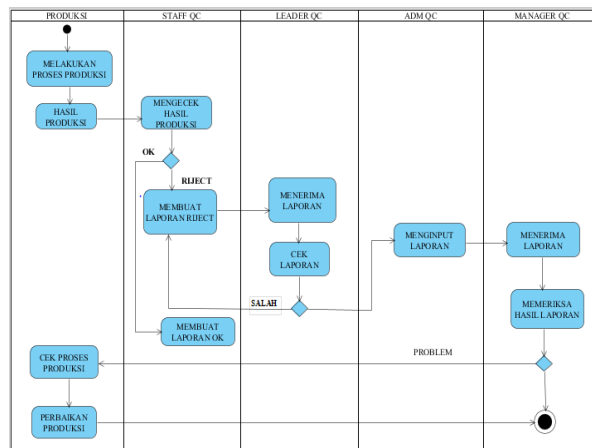 PRODUKSI
STAFF QC
LEADER QC
ADM QC
MANAGER QC
MELAKUKAN
PROSES PRODUKSI
HASIL
PRODUKSI
MENGECEK
HASIL
PRODUKSI
OK
RIJECT
MEMBUAT
LAPORAN RIJECT
MENERIMA
LAPORAN
CEK
LAPORAN
SALAH
MENGINPUT
LAPORAN
MENERIMA
LAPORAN
MEMERIKSA
HASIL LAPORAN
MEMBUAT
LAPORAN OK
PROBLEM
CEK PROSES
PRODUKSI
PERBAIKAN
PRODUKSI